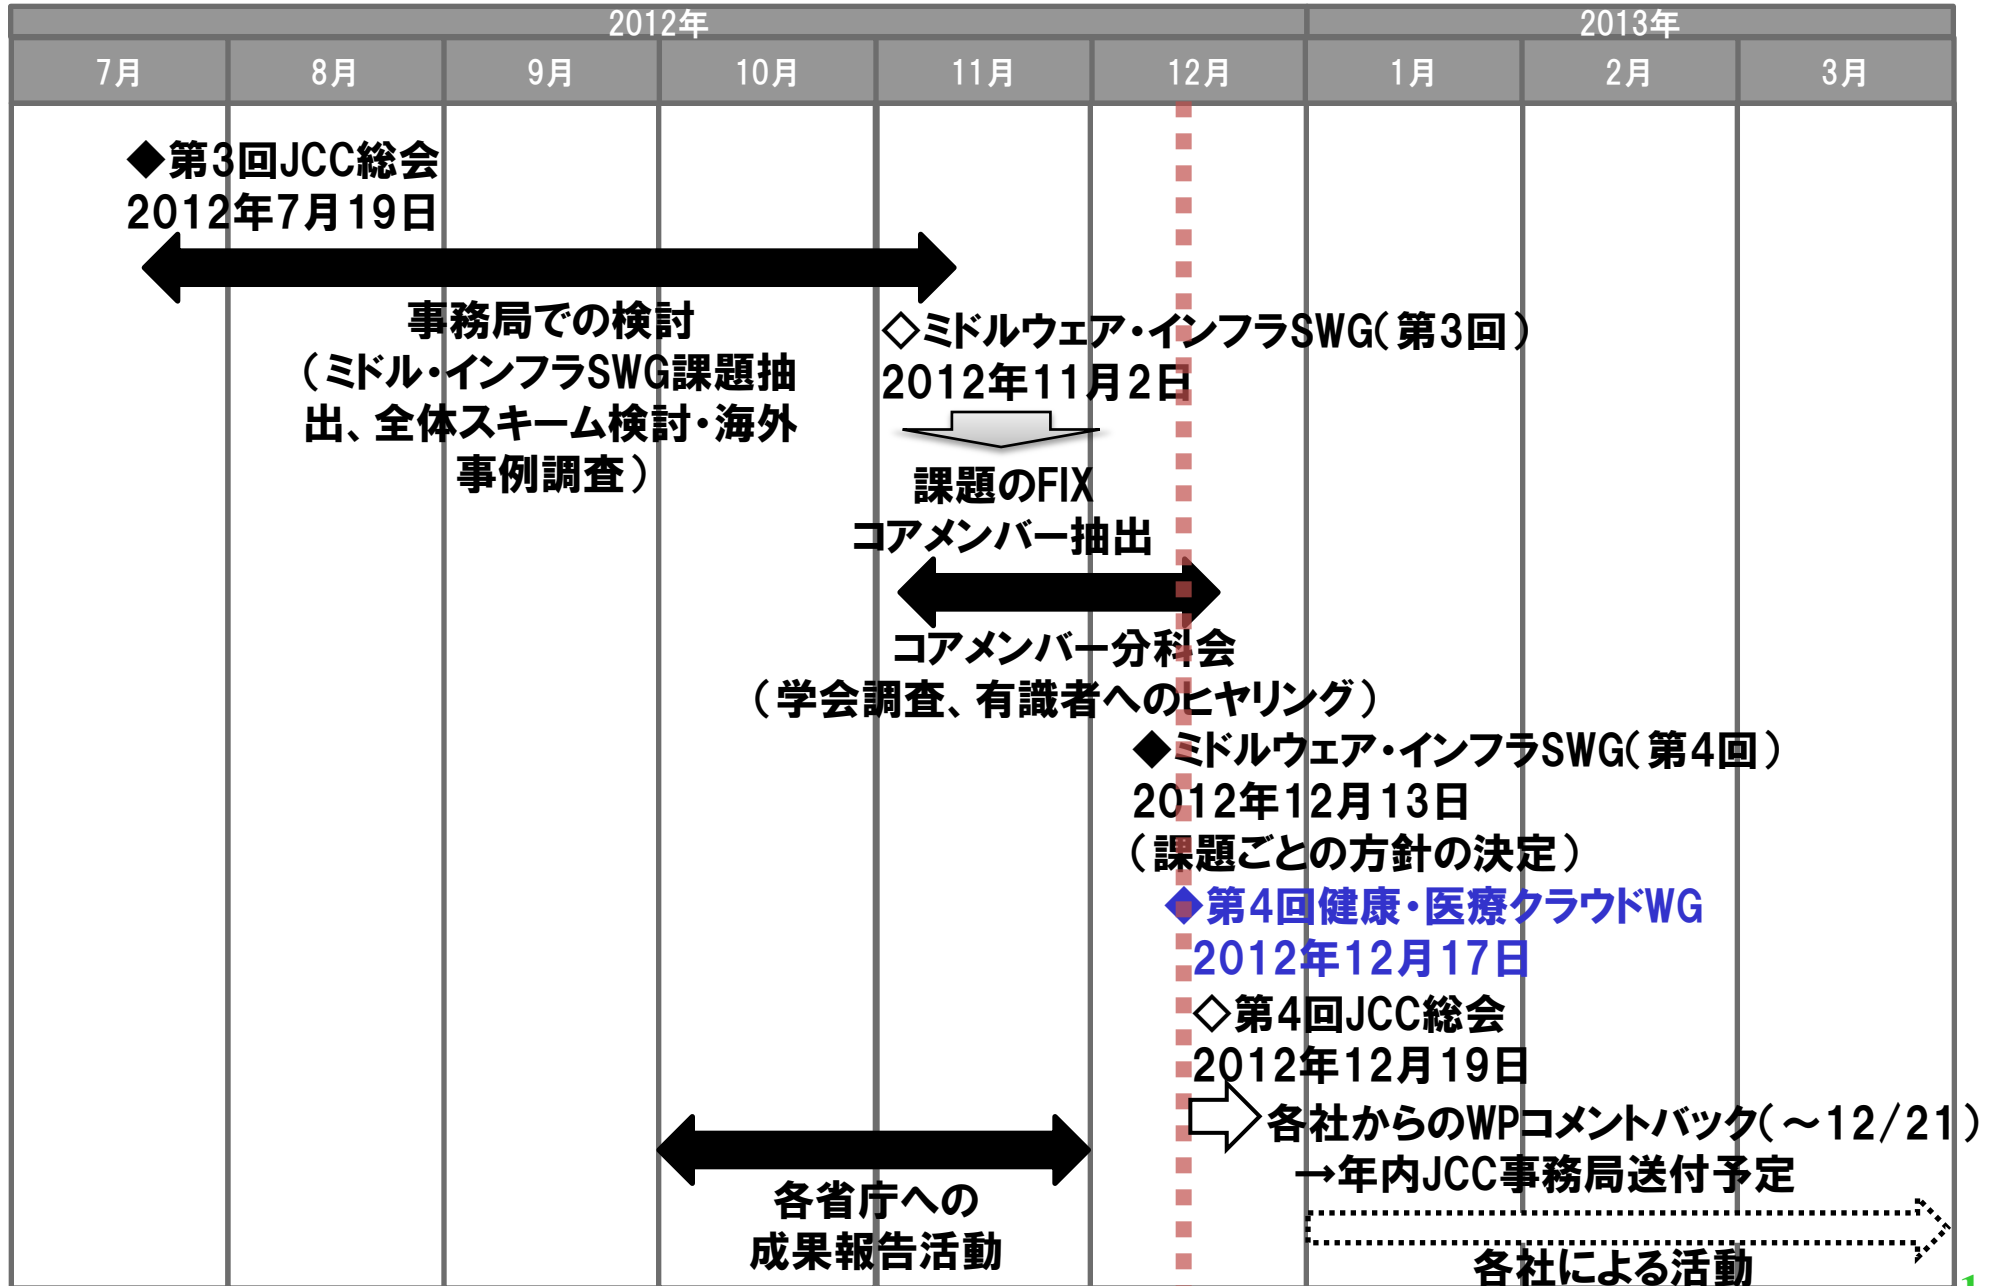 2012年
2013年
7月
8月
9月
10月
11月
12月
1月
2月
3月
◆第3回JCC総会
2012年7月19日
事務局での検討
（ミドル・インフラSWG課題抽
出、全体スキーム検討・海外
事例調査）
◇ミドルウェア・インフラSWG（第3回）
2012年11月2日
課題のFIX
コアメンバー抽出
コアメンバー分科会
（学会調査、有識者へのヒヤリング）
◆ミドルウェア・インフラSWG（第4回）
2012年12月13日
（課題ごとの方針の決定）
◆第4回健康・医療クラウドWG
2012年12月17日
◇第4回JCC総会
2012年12月19日
各社からのWPコメントバック（～12/21）
→年内JCC事務局送付予定
各省庁への
成果報告活動
各社による活動
1